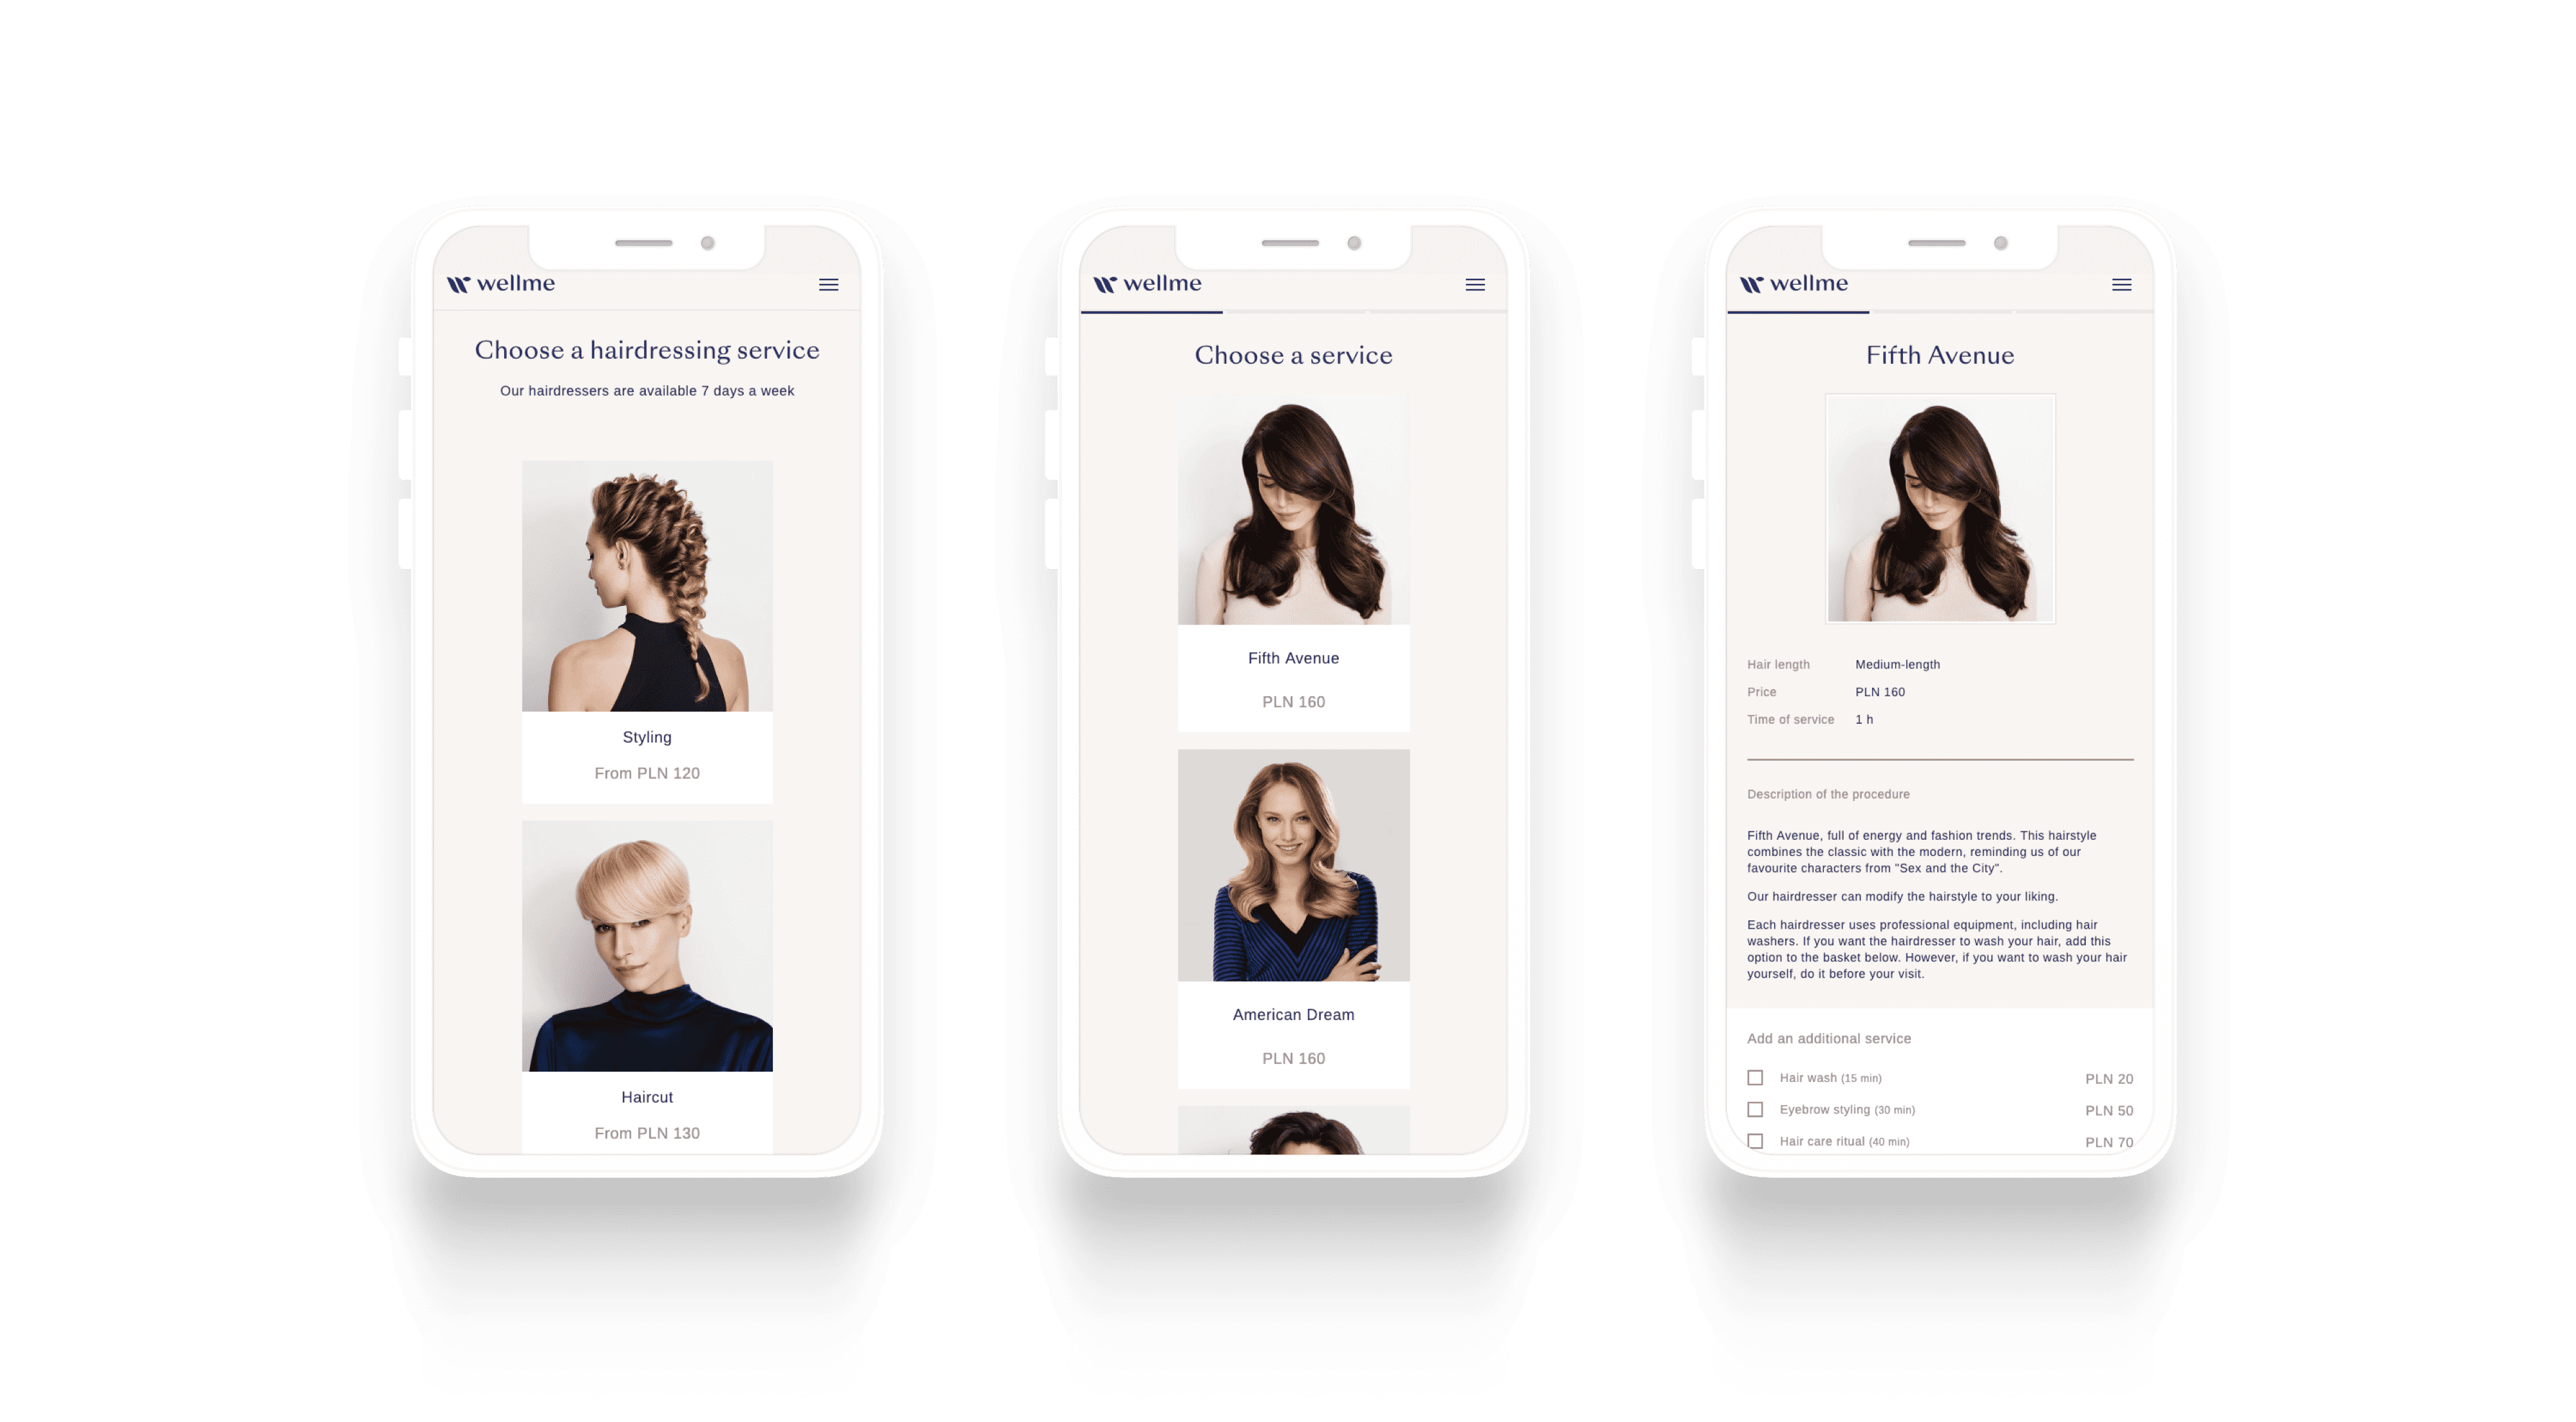 wellme
Choose a hairdressing service
Our hairdressers are available 7 days a week
Styling
From PLN 120
Haircut
From PLN 130
wellme
Choose a service
Fifth Avenue
PLN 160
American Dream
PLN 160
wellme
Fifth Avenue
Hair length Medium-length
Price PLN 160
Time of service 1 h
Description of the procedure
Fifth Avenue, full of energy and fashion trends. This hairstyle
combines the classic with the modern, reminding us of our
favourite characters from "Sex and the City".
Our hairdresser can modify the hairstyle to your liking.
Each hairdresser uses professional equipment, including hair
washers. If you want the hairdresser to wash your hair, add this
option to the basket below. However, if you want to wash your hair
yourself, do it before your visit.
Add an additional service
Hair wash (15 min) PLN 20
Eyebrow styling (30 min) PLN 50
Hair care ritual (40 min) PLN 70